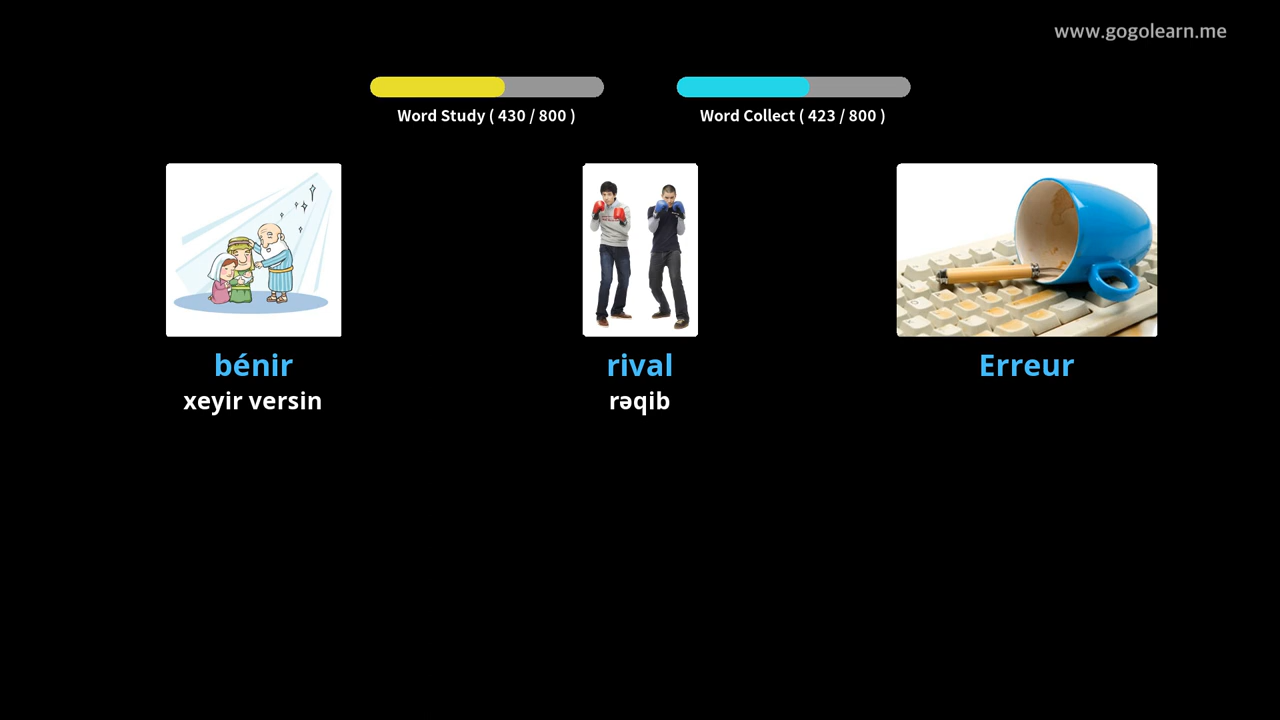 www.gogolearn.me
Word Study ( 430 / 800 )
Word Collect ( 423 / 800 )
bénir
xeyir versin
rival
rəqib
Erreur